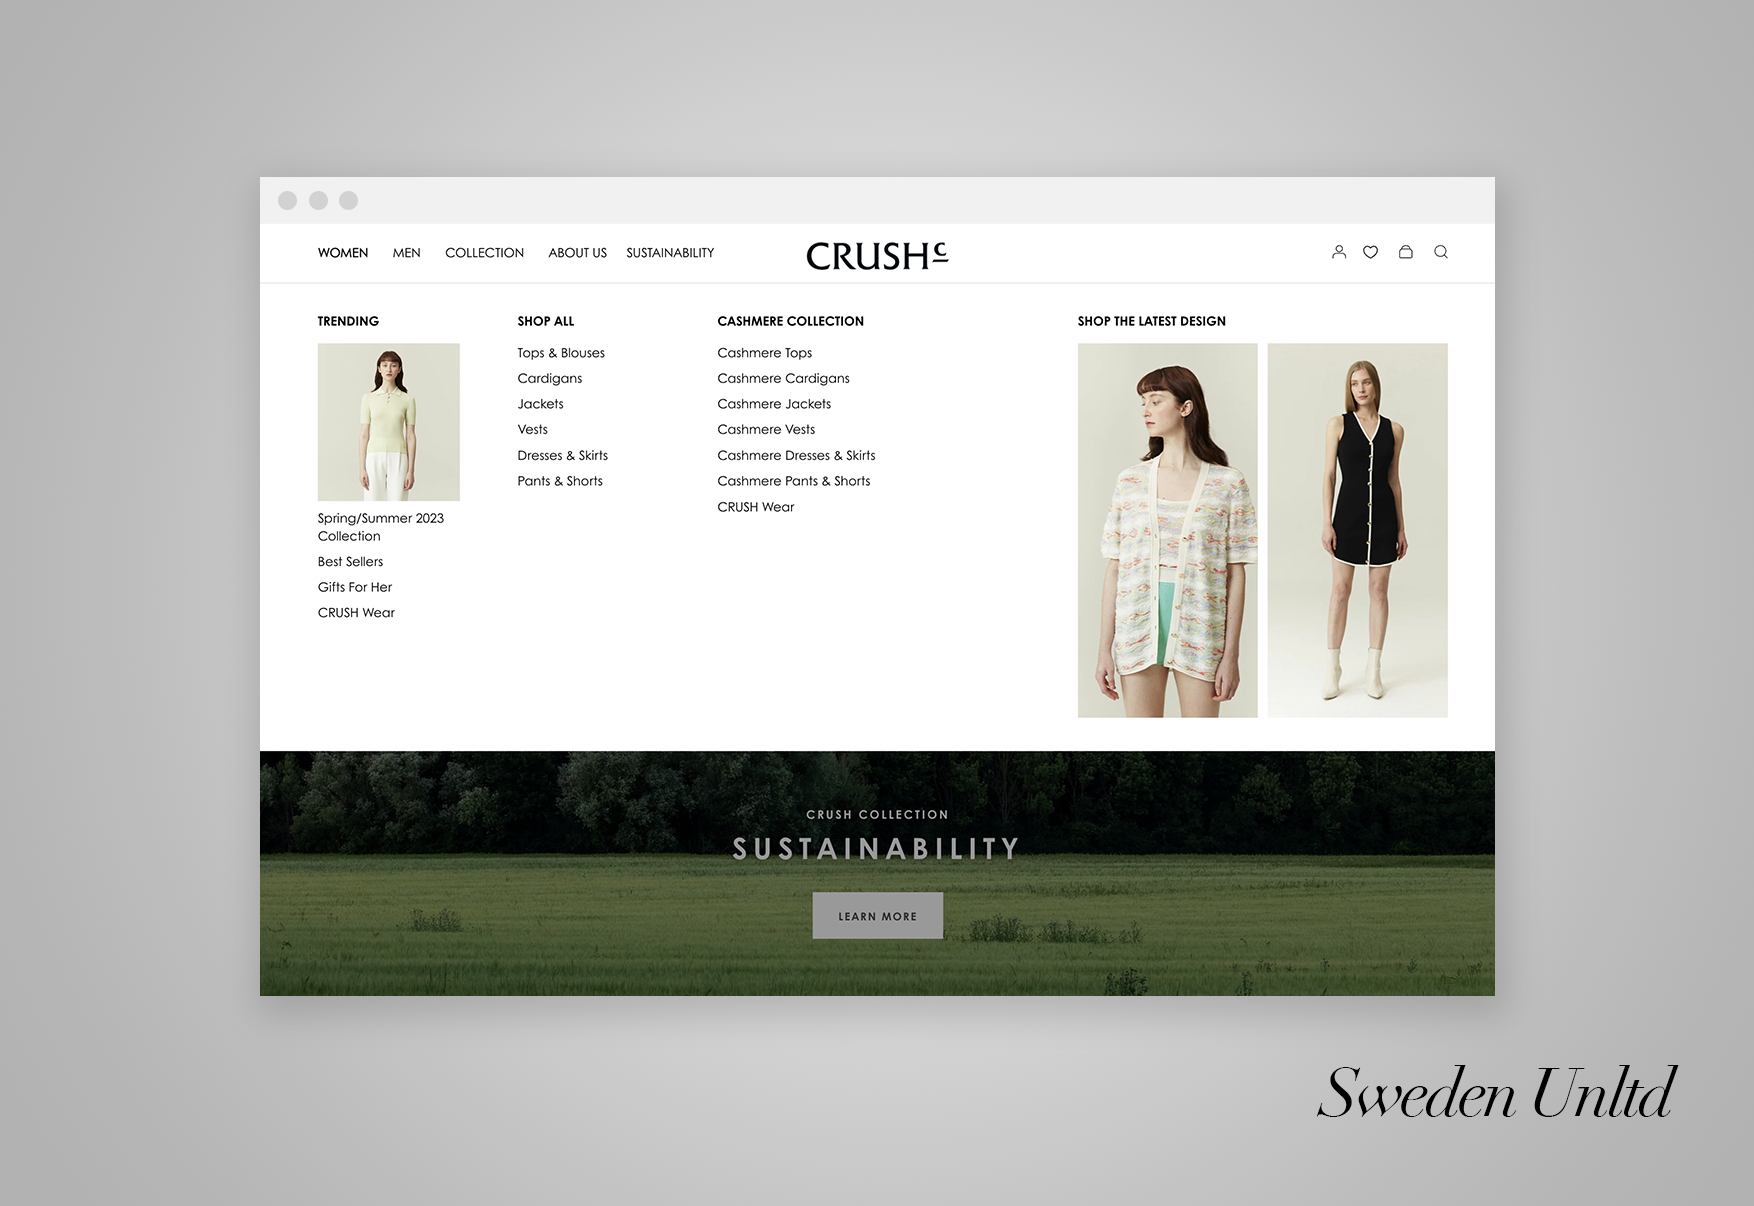 WOMEN MEN COLLECTION ABOUT US SUSTAINABILITY CRUSHc
TRENDING
Spring/Summer 2023
Collection
Best Sellers
Gifts For Her
CRUSH Wear
SHOP ALL
Tops & Blouses
Cardigans
Jackets
Vests
Dresses & Skirts
Pants & Shorts
CASHMERE COLLECTION
Cashmere Tops
Cashmere Cardigans
Cashmere Jackets
Cashmere Vests
Cashmere Dresses & Skirts
Cashmere Pants & Shorts
CRUSH Wear
SHOP THE LATEST DESIGN
CRUSH COLLECTION
SUSTAINABILITY
LEARN MORE
Sweden Unltd